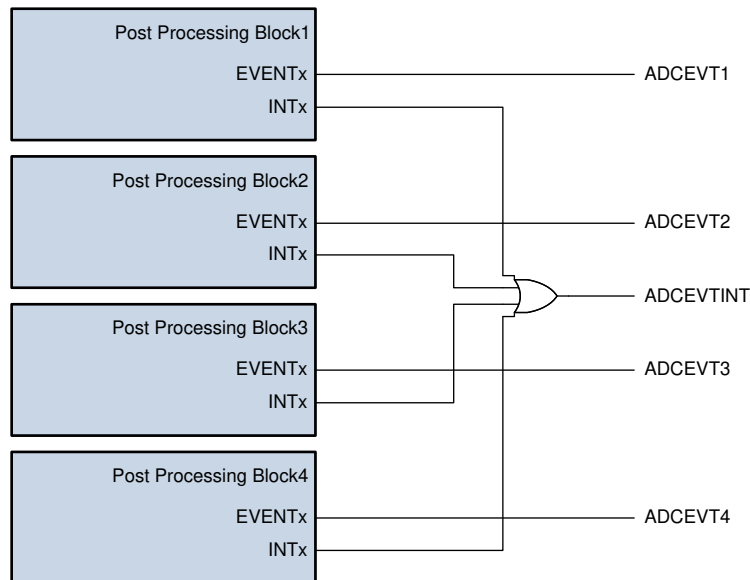 Post Processing Block1
EVENTx
ADCEVT1
INTx
Post Processing Block2
EVENTx
ADCEVT2
INTx
ADCEVTINT
Post Processing Block3
EVENTx
ADCEVT3
INTx
Post Processing Block4
EVENTx
ADCEVT4
INTx